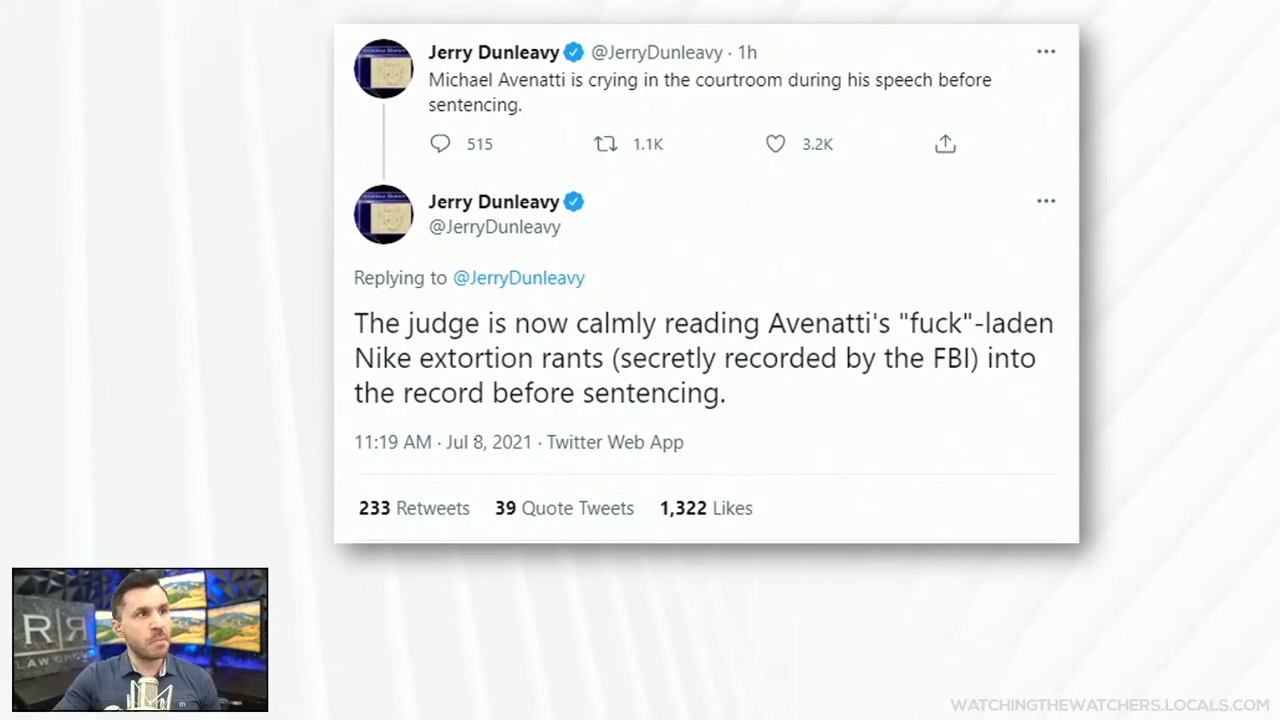 Jerry Dunleavy @JerryDunleavy · 1h
Michael Avenatti is crying in the courtroom during his speech before
sentencing.
515 1.1K 3.2K
Jerry Dunleavy
@JerryDunleavy
Replying to @JerryDunleavy
The judge is now calmly reading Avenatti's "fuck"-laden
Nike extortion rants (secretly recorded by the FBI) into
the record before sentencing.
11:19 AM · Jul 8, 2021 · Twitter Web App
233 Retweets 39 Quote Tweets 1,322 Likes
R|R
LAW GROUP
WATCHINGTHEWATCHERS.LOCALS.COM